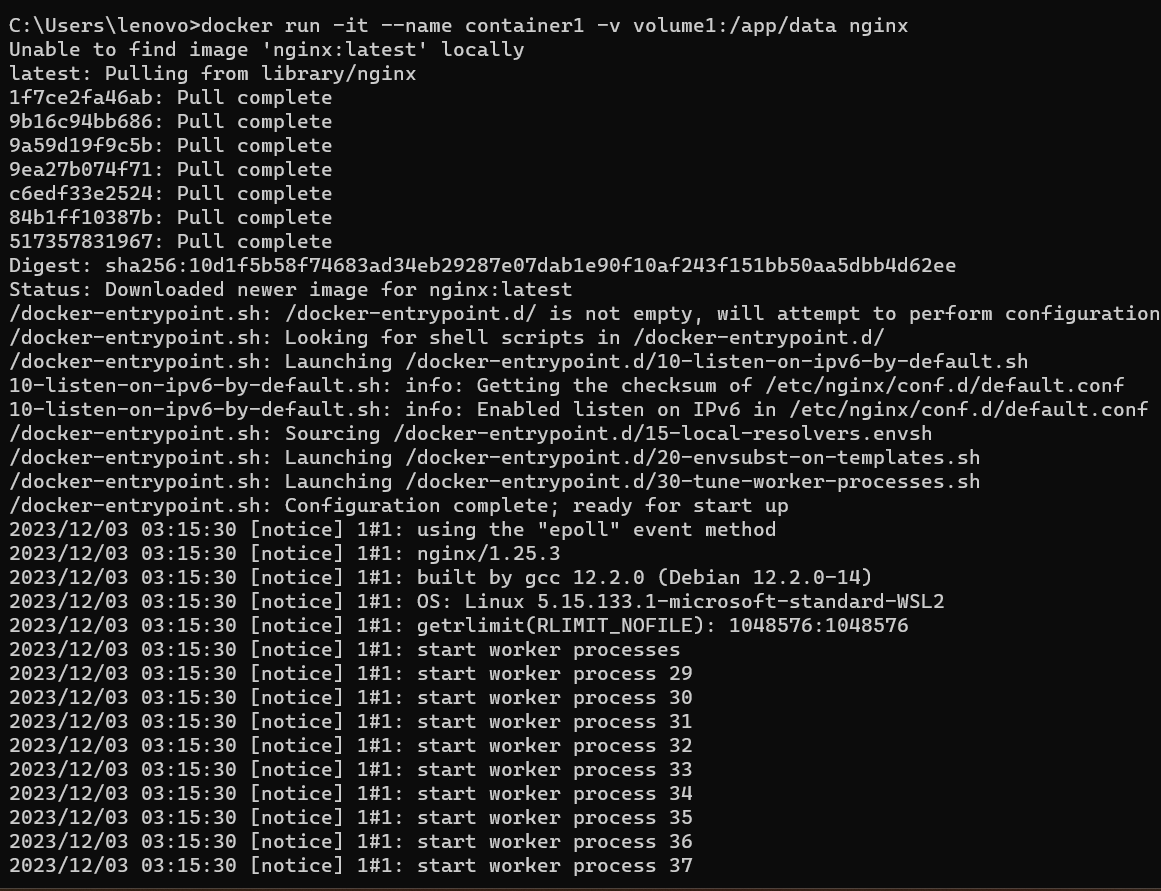 C:\Users\lenovo>docker run -it --name container1 -v volume1:/app/data nginx
Unable to find image 'nginx:latest' locally
latest: Pulling from library/nginx
1f7ce2fa46ab: Pull complete
9b16c94bb686: Pull complete
9a59d19f9c5b: Pull complete
9ea27b074f71: Pull complete
c6edf33e2524: Pull complete
84b1ff10387b: Pull complete
517357831967: Pull complete
Digest: sha256:10d1f5b58f74683ad34eb29287e07dab1e90f10af243f151bb50aa5dbb4d62ee
Status: Downloaded newer image for nginx:latest
/docker-entrypoint.sh: /docker-entrypoint.d/ is not empty, will attempt to perform configuration
/docker-entrypoint.sh: Looking for shell scripts in /docker-entrypoint.d/
/docker-entrypoint.sh: Launching /docker-entrypoint.d/10-listen-on-ipv6-by-default.sh
10-listen-on-ipv6-by-default.sh: info: Getting the checksum of /etc/nginx/conf.d/default.conf
10-listen-on-ipv6-by-default.sh: info: Enabled listen on IPv6 in /etc/nginx/conf.d/default.conf
/docker-entrypoint.sh: Sourcing /docker-entrypoint.d/15-local-resolvers.envsh
/docker-entrypoint.sh: Launching /docker-entrypoint.d/20-envsubst-on-templates.sh
/docker-entrypoint.sh: Launching /docker-entrypoint.d/30-tune-worker-processes.sh
/docker-entrypoint.sh: Configuration complete; ready for start up
2023/12/03 03:15:30 [notice] 1#1: using the "epoll" event method
2023/12/03 03:15:30 [notice] 1#1: nginx/1.25.3
2023/12/03 03:15:30 [notice] 1#1: built by gcc 12.2.0 (Debian 12.2.0-14)
2023/12/03 03:15:30 [notice] 1#1: OS: Linux 5.15.133.1-microsoft-standard-WSL2
2023/12/03 03:15:30 [notice] 1#1: getrlimit(RLIMIT_NOFILE): 1048576:1048576
2023/12/03 03:15:30 [notice] 1#1: start worker processes
2023/12/03 03:15:30 [notice] 1#1: start worker process 29
2023/12/03 03:15:30 [notice] 1#1: start worker process 30
2023/12/03 03:15:30 [notice] 1#1: start worker process 31
2023/12/03 03:15:30 [notice] 1#1: start worker process 32
2023/12/03 03:15:30 [notice] 1#1: start worker process 33
2023/12/03 03:15:30 [notice] 1#1: start worker process 34
2023/12/03 03:15:30 [notice] 1#1: start worker process 35
2023/12/03 03:15:30 [notice] 1#1: start worker process 36
2023/12/03 03:15:30 [notice] 1#1: start worker process 37